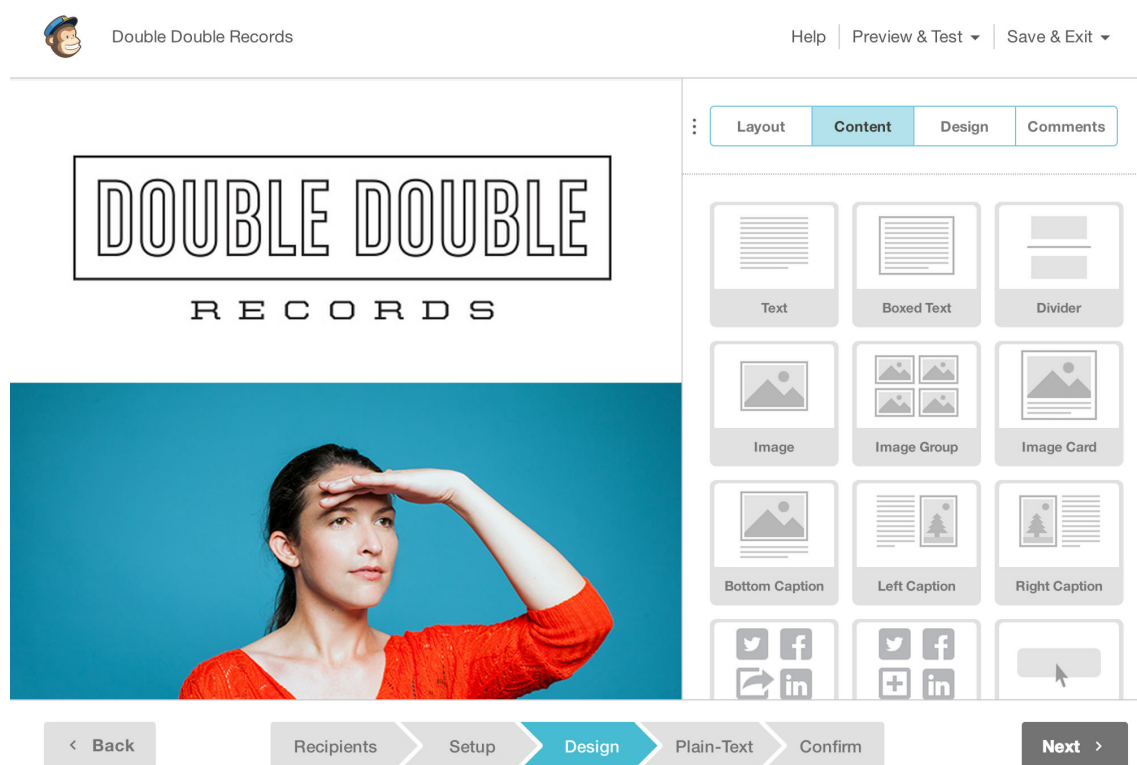 Double Double Records
Help
Preview & Test
Save & Exit
Layout
Content
Design
Comments
DOUBLE DOUBLE
RECORDS
Text
Boxed Text
Divider
Image
Image Group
Image Card
Bottom Caption
Left Caption
Right Caption
in
in
Back
Recipients
Setup
Design
Plain-Text
Confirm
Next